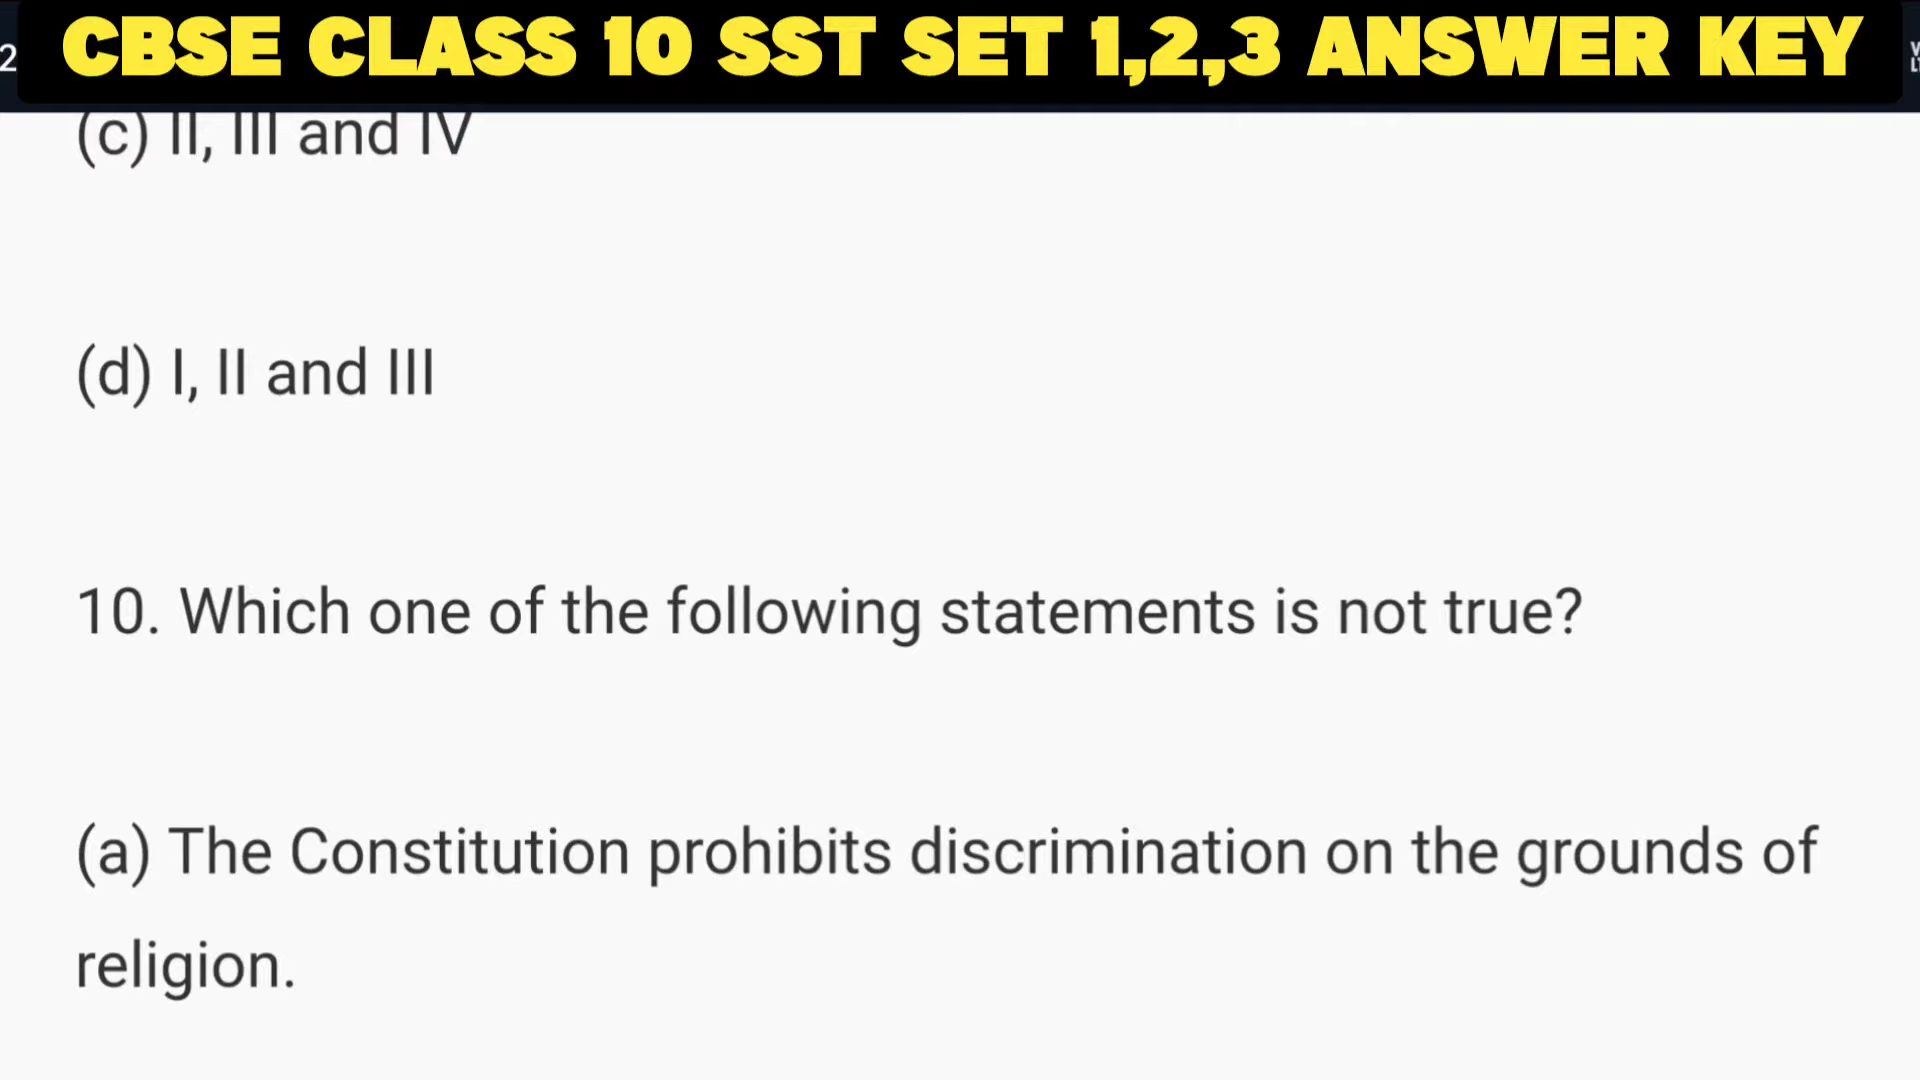 CBSE CLASS 10 SST SET 1,2,3 ANSWER KEY
2
(c) II, III and IV
(d) I, II and III
10. Which one of the following statements is not true?
(a) The Constitution prohibits discrimination on the grounds of
religion.